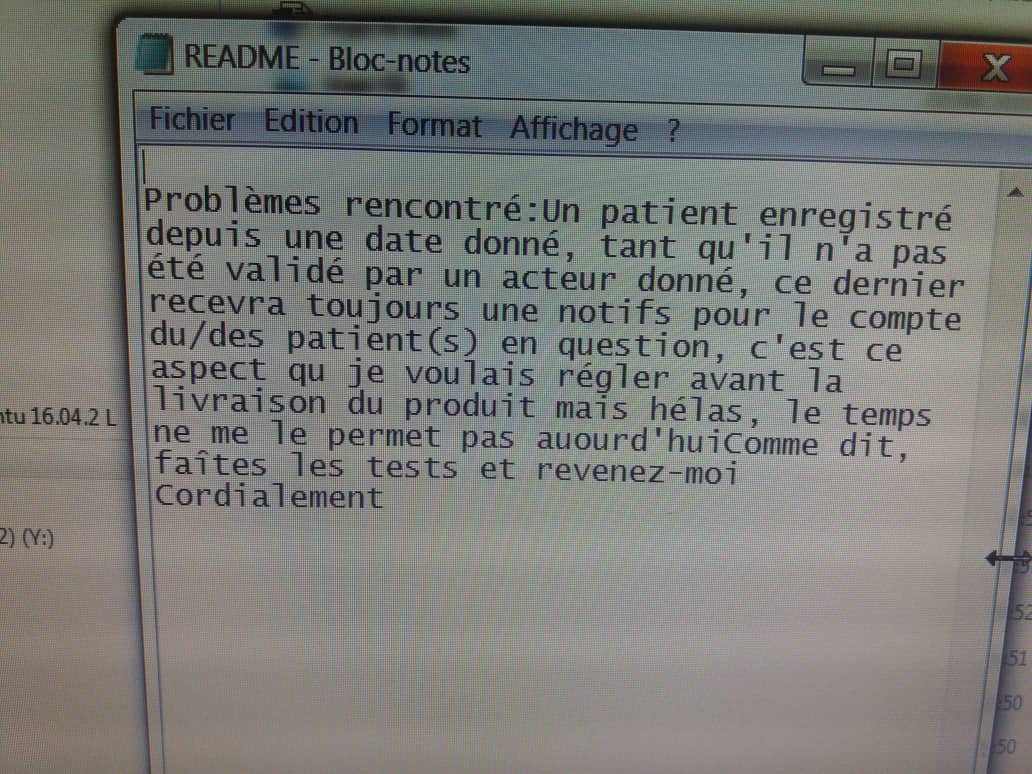 README - Bloc-notes
Fichier Edition Format Affichage ?
Problèmes rencontré:Un patient enregistré
depuis une date donné, tant qu'il n'a pas
été validé par un acteur donné, ce dernier
recevra toujours une notifs pour le compte
du/des patient(s) en question, c'est ce
aspect qu je voulais régler avant la
livraison du produit mais hélas, le temps
ne me le permet pas auourd'huiComme dit,
faîtes les tests et revenez-moi
Cordialement
ntu 16.04.2 L
2) (Y:)
:52
:51
:50
:50